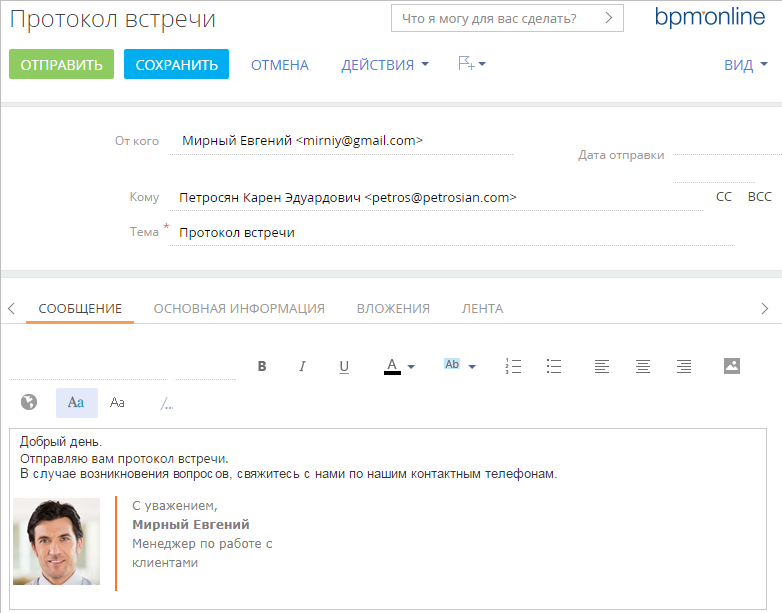 Протокол встречи
Что я могу для вас сделать?
bpmonline
ОТПРАВИТЬ СОХРАНИТЬ ОТМЕНА ДЕЙСТВИЯ ВИД
От кого Мирный Евгений <mirniy@gmail.com>
Дата отправки
Кому Петросян Карен Эдуардович <petros@petrosian.com> CC BCC
Тема * Протокол встречи
СООБЩЕНИЕ ОСНОВНАЯ ИНФОРМАЦИЯ ВЛОЖЕНИЯ ЛЕНТА
B I U A Ab
Aa Aa /...
Добрый день.
Отправляю вам протокол встречи.
В случае возникновения вопросов, свяжитесь с нами по нашим контактным телефонам.
С уважением,
Мирный Евгений
Менеджер по работе с
клиентами